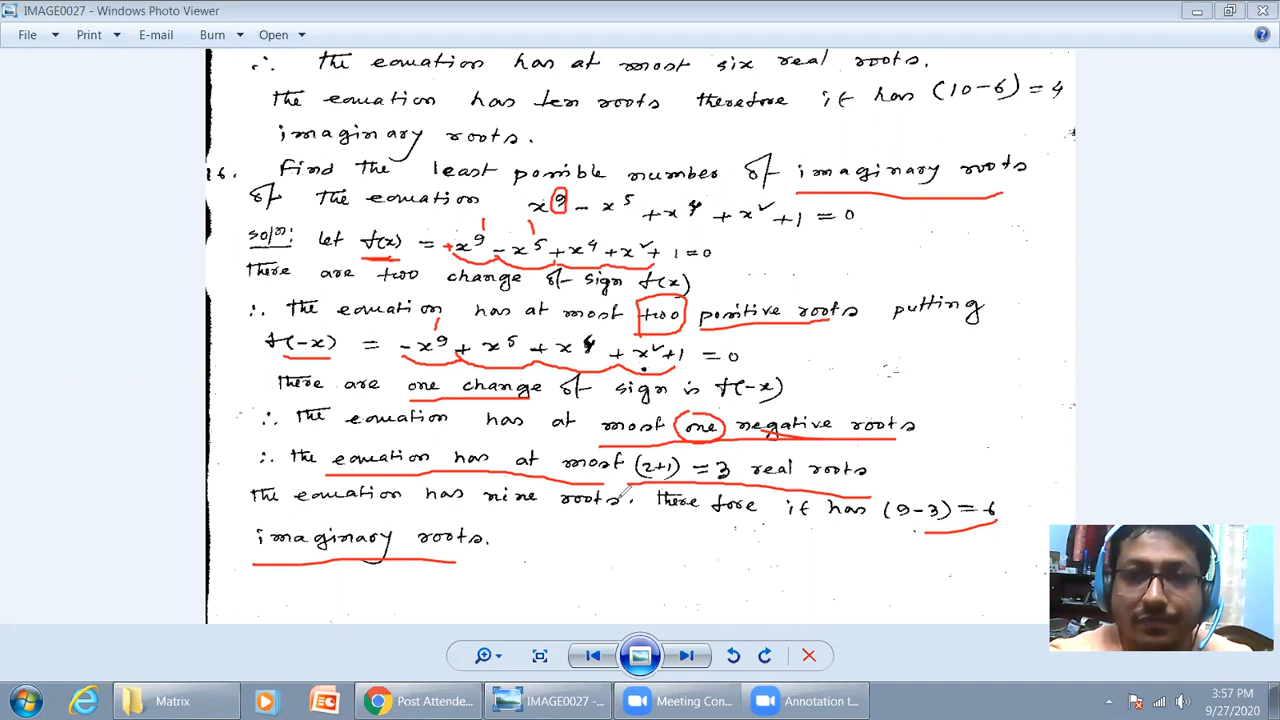 IMAGE0027 - Windows Photo Viewer
File Print E-mail Burn Open
∴ The equation has at most six real roots.
The equation has ten roots therefore it has (10-6) = 4
imaginary roots.
16. Find the least possible number of imaginary roots
of the equation x⁹ - x⁵ + x⁴ + x² + 1 = 0
Solⁿ: let f(x) = +x⁹ - x⁵ + x⁴ + x² + 1 = 0
There are two change of sign f(x)
∴ The equation has at most two positive roots putting
f(-x) = -x⁹ + x⁵ + x⁴ + x² + 1 = 0
There are one change of sign is f(-x)
∴ The equation has at most one negative roots
∴ The equation has at most (2+1) = 3 real roots
The equation has nine roots. There fore it has (9-3) = 6
imaginary roots.
Matrix
Post Attende...
IMAGE0027 -...
Meeting Con...
Annotation t...
3:57 PM
9/27/2020